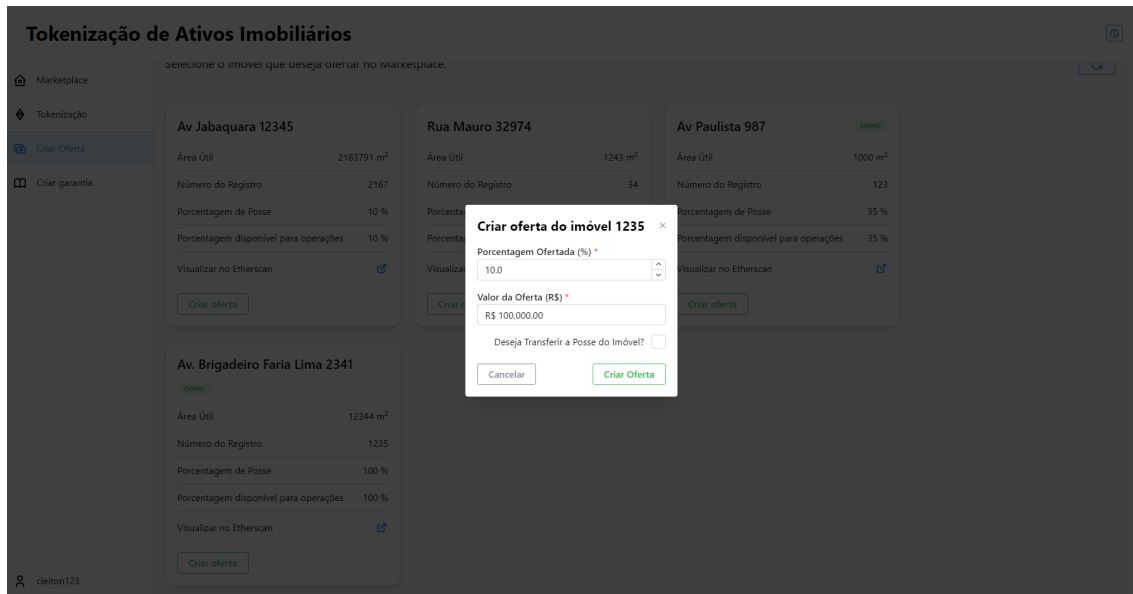 Tokenização de Ativos Imobiliários
Marketplace
Tokenização
Criar Oferta
Criar garantia
cleiton123
Selecione o imóvel que deseja ofertar no Marketplace.
Av Jabaquara 12345
Área Útil 2183791 m²
Número do Registro 2167
Porcentagem de Posse 10 %
Porcentagem disponível para operações 10 %
Visualizar no Etherscan
Criar oferta
Rua Mauro 32974
Área Útil 1243 m²
Número do Registro 34
Av Paulista 987 DONO
Área Útil 1000 m²
Número do Registro 123
Porcentagem de Posse 35 %
Porcentagem disponível para operações 35 %
Visualizar no Etherscan
Criar oferta
Av. Brigadeiro Faria Lima 2341
DONO
Área Útil 12344 m²
Número do Registro 1235
Porcentagem de Posse 100 %
Porcentagem disponível para operações 100 %
Visualizar no Etherscan
Criar oferta
Criar oferta do imóvel 1235 ×
Porcentagem Ofertada (%) *
10.0
Valor da Oferta (R$) *
R$ 100,000.00
Deseja Transferir a Posse do Imóvel?
Cancelar
Criar Oferta